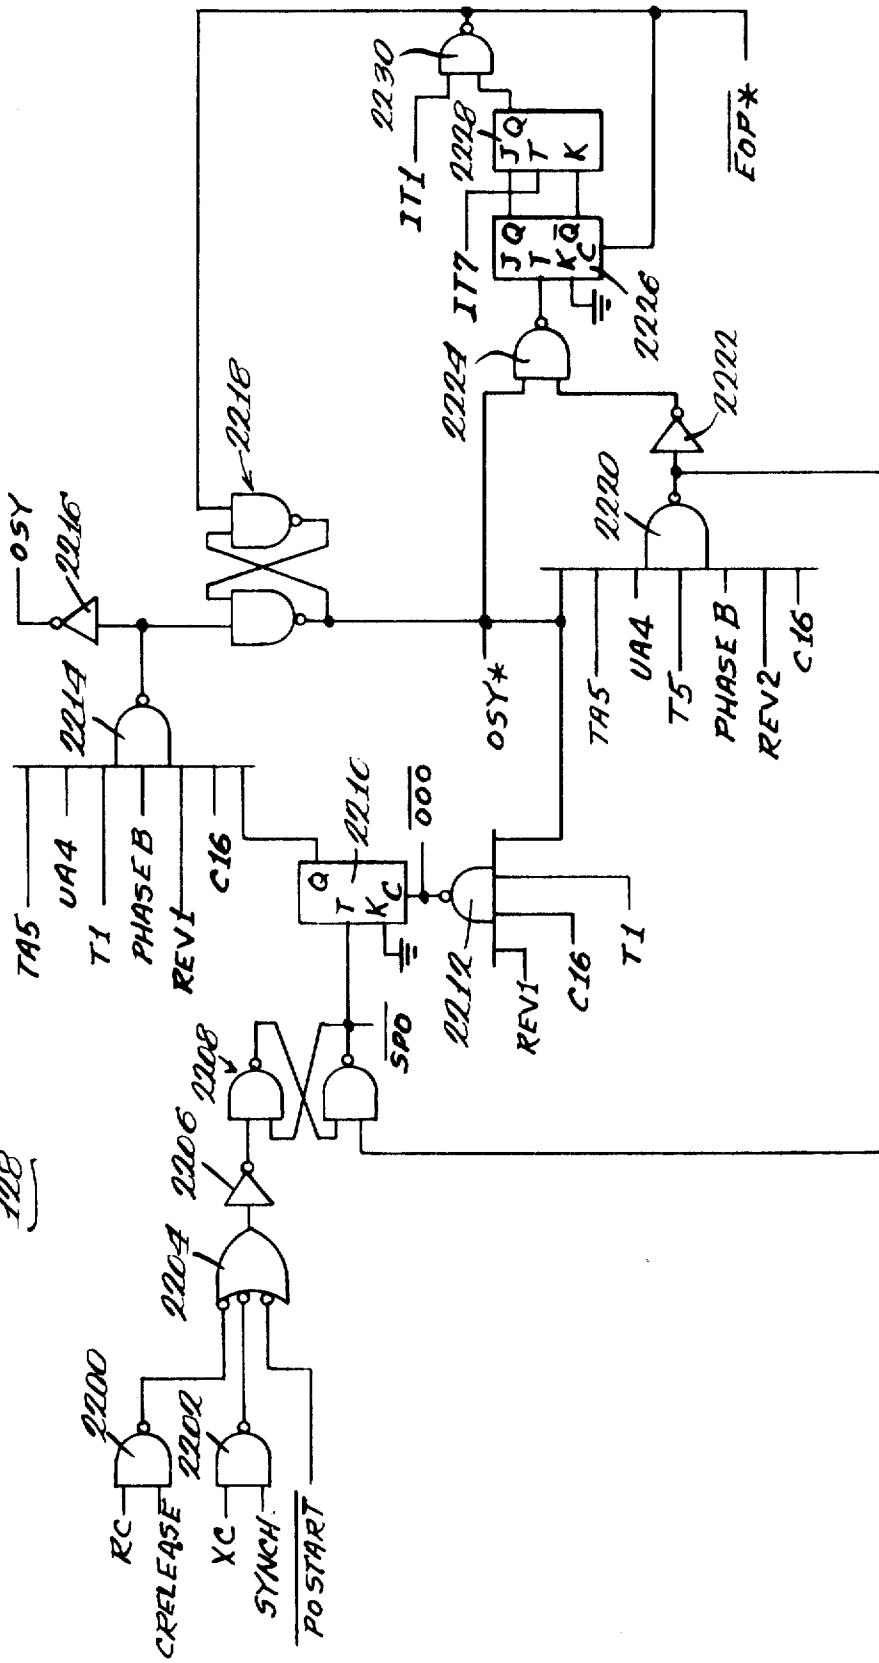 128
RC
CRELEASE
2200
XC
SYNCH.
2202
POSTART
2204
2206
2208
SPO
TA5
UA4
T1
PHASE B
REV1
C16
2214
2216
OSY
Q
T
K
C
2210
000
2212
REV1
C16
T1
2218
OSY*
TA5
UA4
T5
PHASE B
REV2
C16
2220
2222
2224
J Q
T
K Q
C
2226
IT7
J Q
T
K
2228
IT1
2230
EOP*